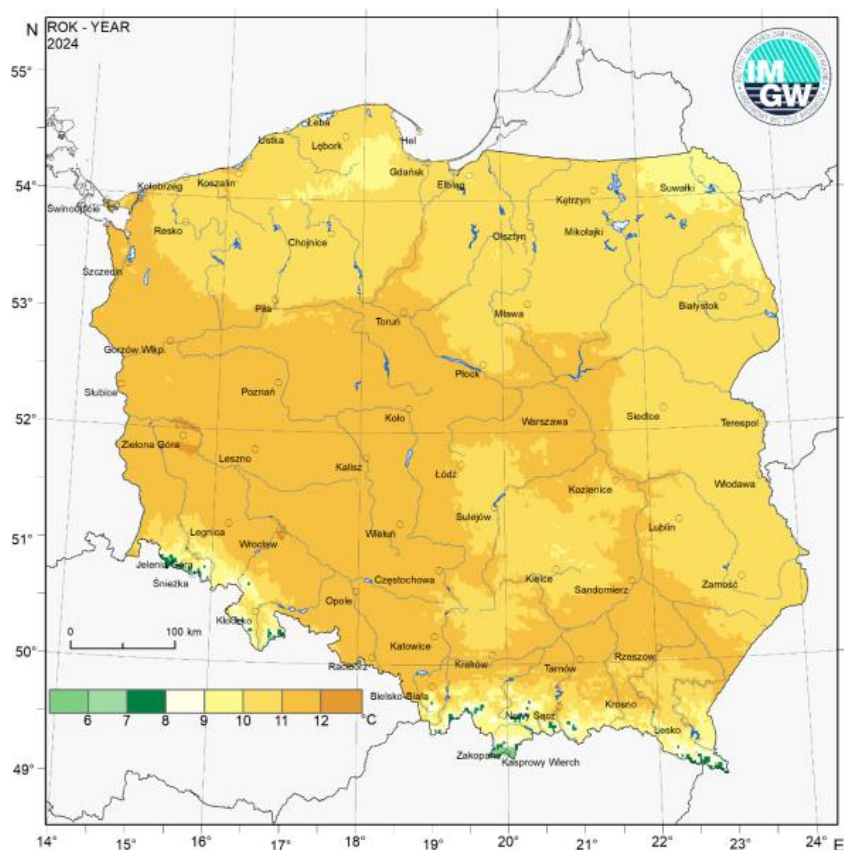 N
ROK - YEAR
2024
IM
GW
55°
54°
53°
52°
51°
50°
49°
Łeba
Ustka
Lębork
Hel
Gdańsk
Elbląg
Kołobrzeg
Koszalin
Kętrzyn
Suwałki
Świnoujście
Resko
Chojnice
Olsztyn
Mikołajki
Szczecin
Piła
Toruń
Mława
Białystok
Gorzów Wlkp.
Płock
Słubice
Poznań
Koło
Warszawa
Siedlce
Terespol
Zielona Góra
Leszno
Kalisz
Łódź
Kozienice
Włodawa
Sulejów
Legnica
Wrocław
Wieluń
Lublin
Jelenia Góra
Śnieżka
Częstochowa
Kielce
Sandomierz
Zamość
Opole
Kłodzko
0 100 km
Katowice
Racibórz
Kraków
Tarnów
Rzeszów
Bielsko-Biała
Nowy Sącz
Krosno
Lesko
Zakopane
Kasprowy Wierch
6 7 8 9 10 11 12 °C
14° 15° 16° 17° 18° 19° 20° 21° 22° 23° 24° E